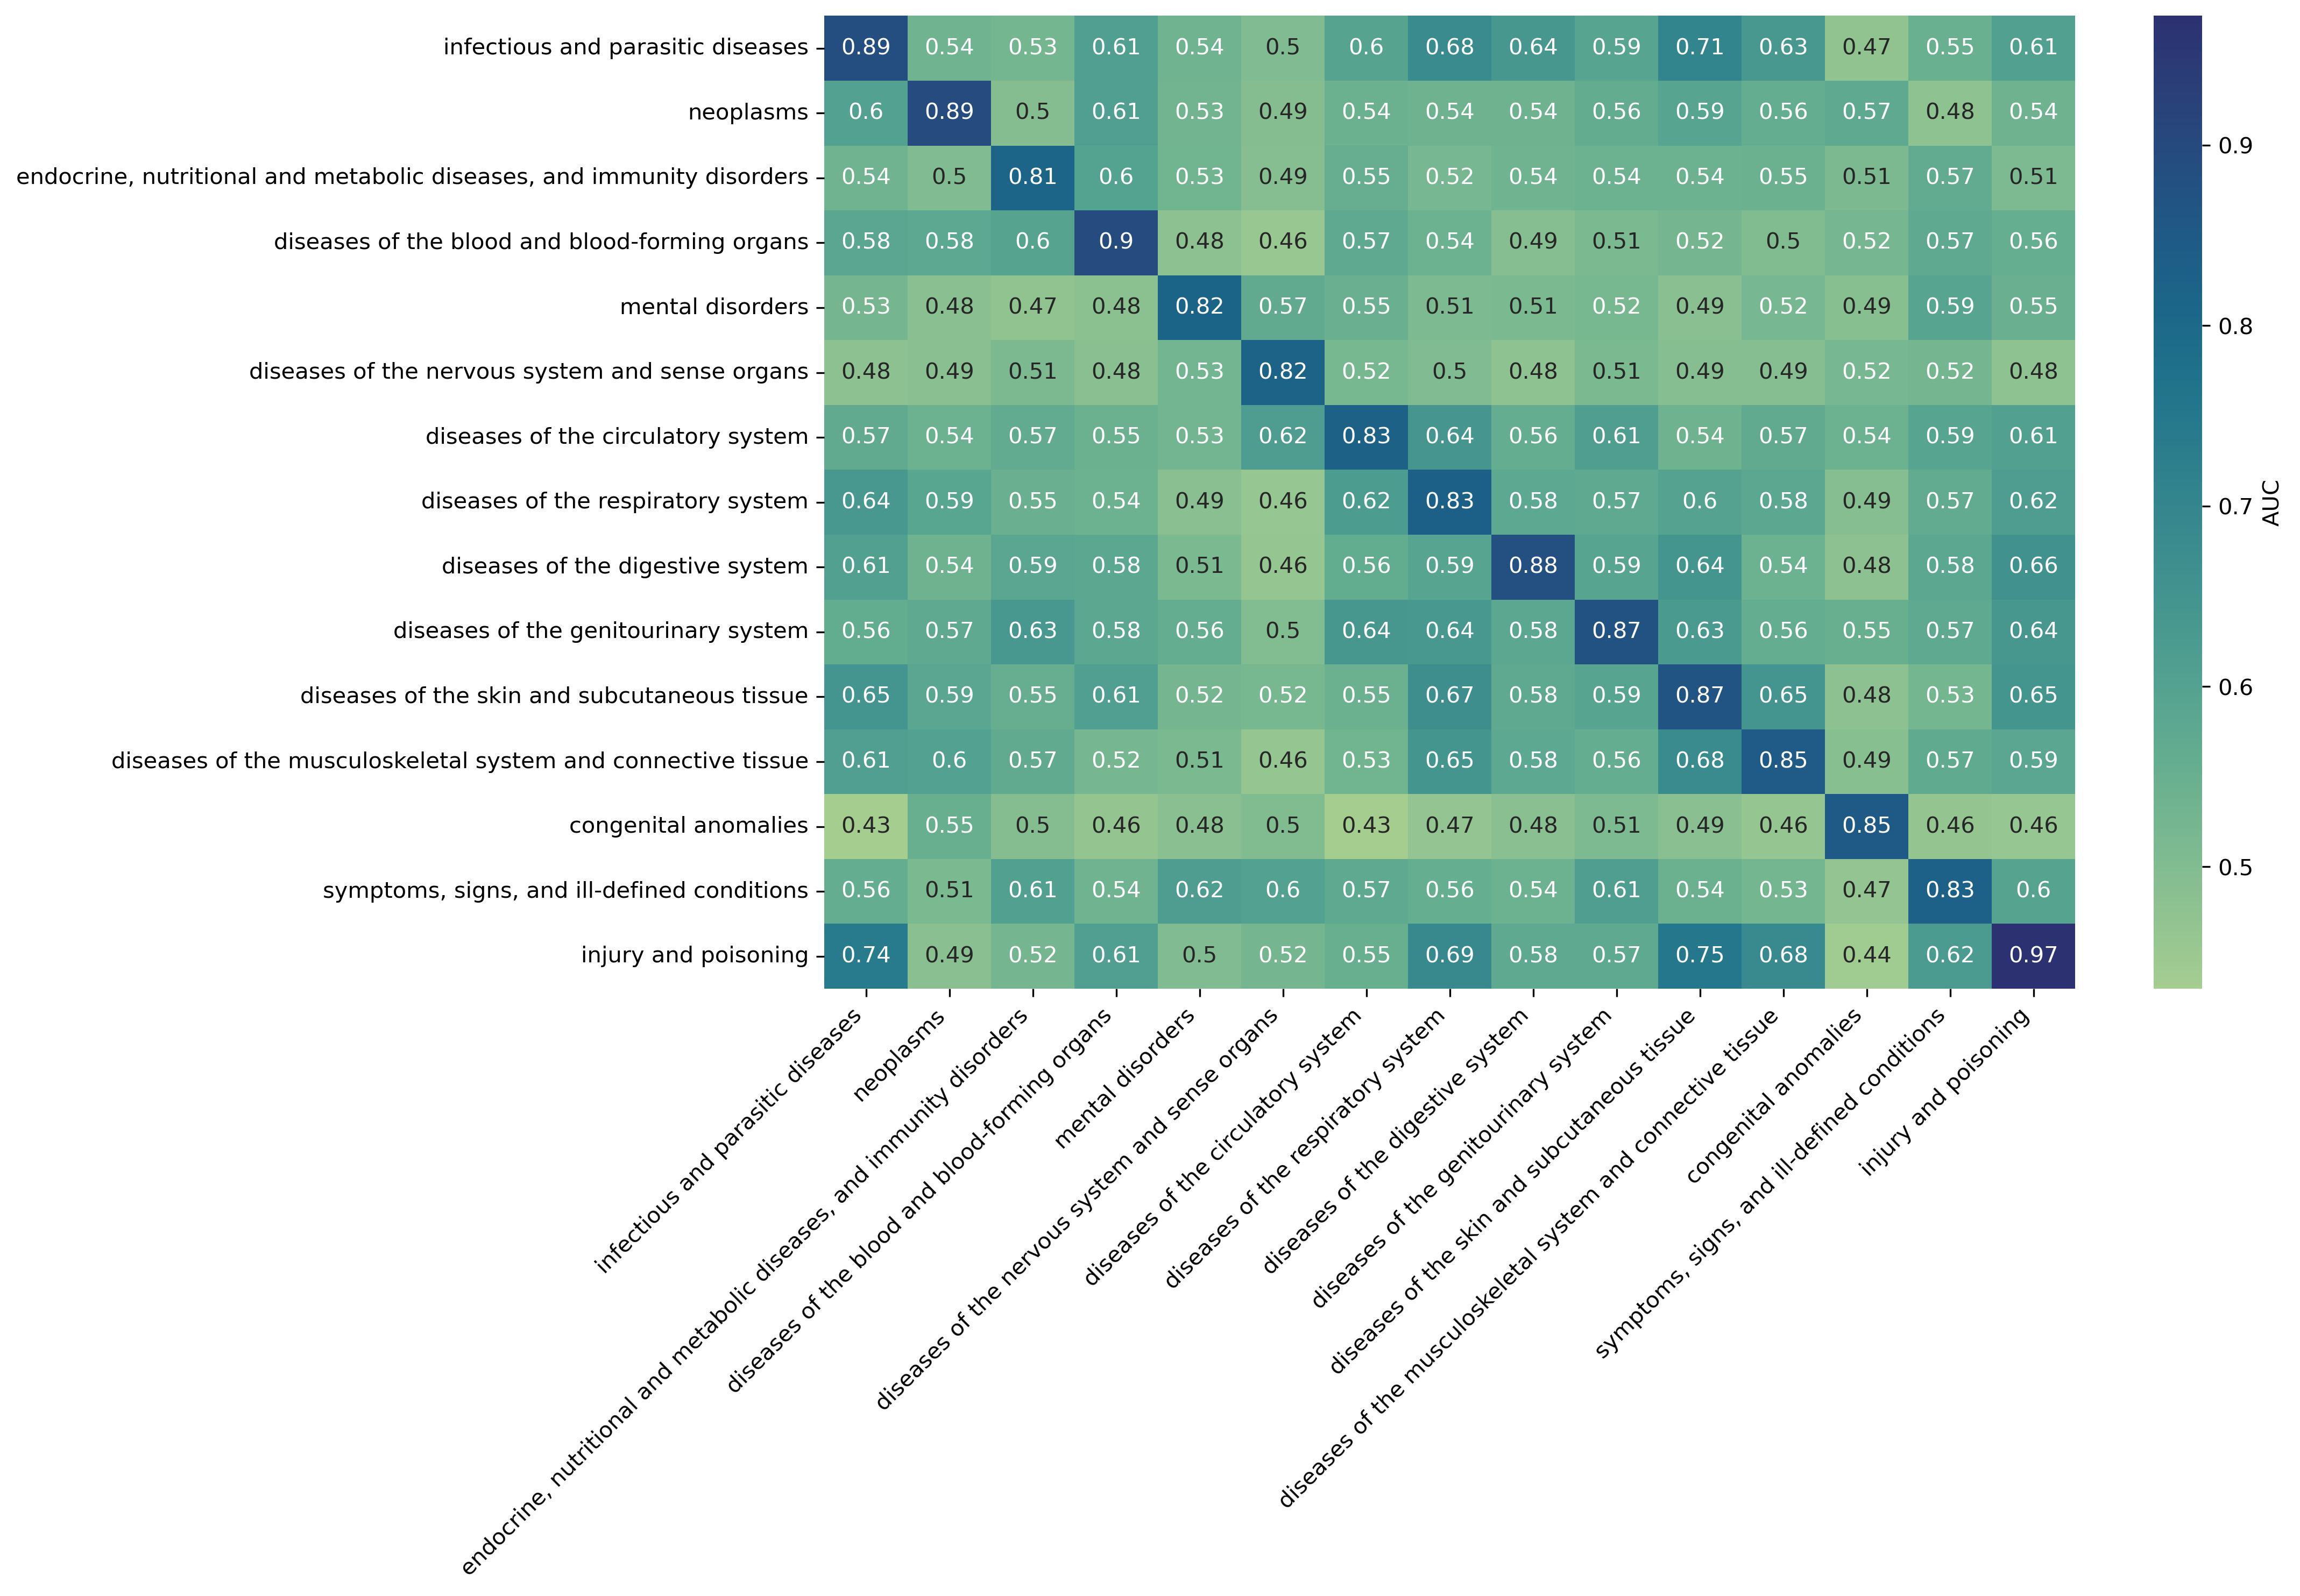 infectious and parasitic diseases 0.89 0.54 0.53 0.61 0.54 0.5 0.6 0.68 0.64 0.59 0.71 0.63 0.47 0.55 0.61
neoplasms 0.6 0.89 0.5 0.61 0.53 0.49 0.54 0.54 0.54 0.56 0.59 0.56 0.57 0.48 0.54
endocrine, nutritional and metabolic diseases, and immunity disorders 0.54 0.5 0.81 0.6 0.53 0.49 0.55 0.52 0.54 0.54 0.54 0.55 0.51 0.57 0.51
diseases of the blood and blood-forming organs 0.58 0.58 0.6 0.9 0.48 0.46 0.57 0.54 0.49 0.51 0.52 0.5 0.52 0.57 0.56
mental disorders 0.53 0.48 0.47 0.48 0.82 0.57 0.55 0.51 0.51 0.52 0.49 0.52 0.49 0.59 0.55
diseases of the nervous system and sense organs 0.48 0.49 0.51 0.48 0.53 0.82 0.52 0.5 0.48 0.51 0.49 0.49 0.52 0.52 0.48
diseases of the circulatory system 0.57 0.54 0.57 0.55 0.53 0.62 0.83 0.64 0.56 0.61 0.54 0.57 0.54 0.59 0.61
diseases of the respiratory system 0.64 0.59 0.55 0.54 0.49 0.46 0.62 0.83 0.58 0.57 0.6 0.58 0.49 0.57 0.62
diseases of the digestive system 0.61 0.54 0.59 0.58 0.51 0.46 0.56 0.59 0.88 0.59 0.64 0.54 0.48 0.58 0.66
diseases of the genitourinary system 0.56 0.57 0.63 0.58 0.56 0.5 0.64 0.64 0.58 0.87 0.63 0.56 0.55 0.57 0.64
diseases of the skin and subcutaneous tissue 0.65 0.59 0.55 0.61 0.52 0.52 0.55 0.67 0.58 0.59 0.87 0.65 0.48 0.53 0.65
diseases of the musculoskeletal system and connective tissue 0.61 0.6 0.57 0.52 0.51 0.46 0.53 0.65 0.58 0.56 0.68 0.85 0.49 0.57 0.59
congenital anomalies 0.43 0.55 0.5 0.46 0.48 0.5 0.43 0.47 0.48 0.51 0.49 0.46 0.85 0.46 0.46
symptoms, signs, and ill-defined conditions 0.56 0.51 0.61 0.54 0.62 0.6 0.57 0.56 0.54 0.61 0.54 0.53 0.47 0.83 0.6
injury and poisoning 0.74 0.49 0.52 0.61 0.5 0.52 0.55 0.69 0.58 0.57 0.75 0.68 0.44 0.62 0.97
infectious and parasitic diseases
neoplasms
endocrine, nutritional and metabolic diseases, and immunity disorders
diseases of the blood and blood-forming organs
mental disorders
diseases of the nervous system and sense organs
diseases of the circulatory system
diseases of the respiratory system
diseases of the digestive system
diseases of the genitourinary system
diseases of the skin and subcutaneous tissue
diseases of the musculoskeletal system and connective tissue
congenital anomalies
symptoms, signs, and ill-defined conditions
injury and poisoning
0.9
0.8
0.7
0.6
0.5
AUC